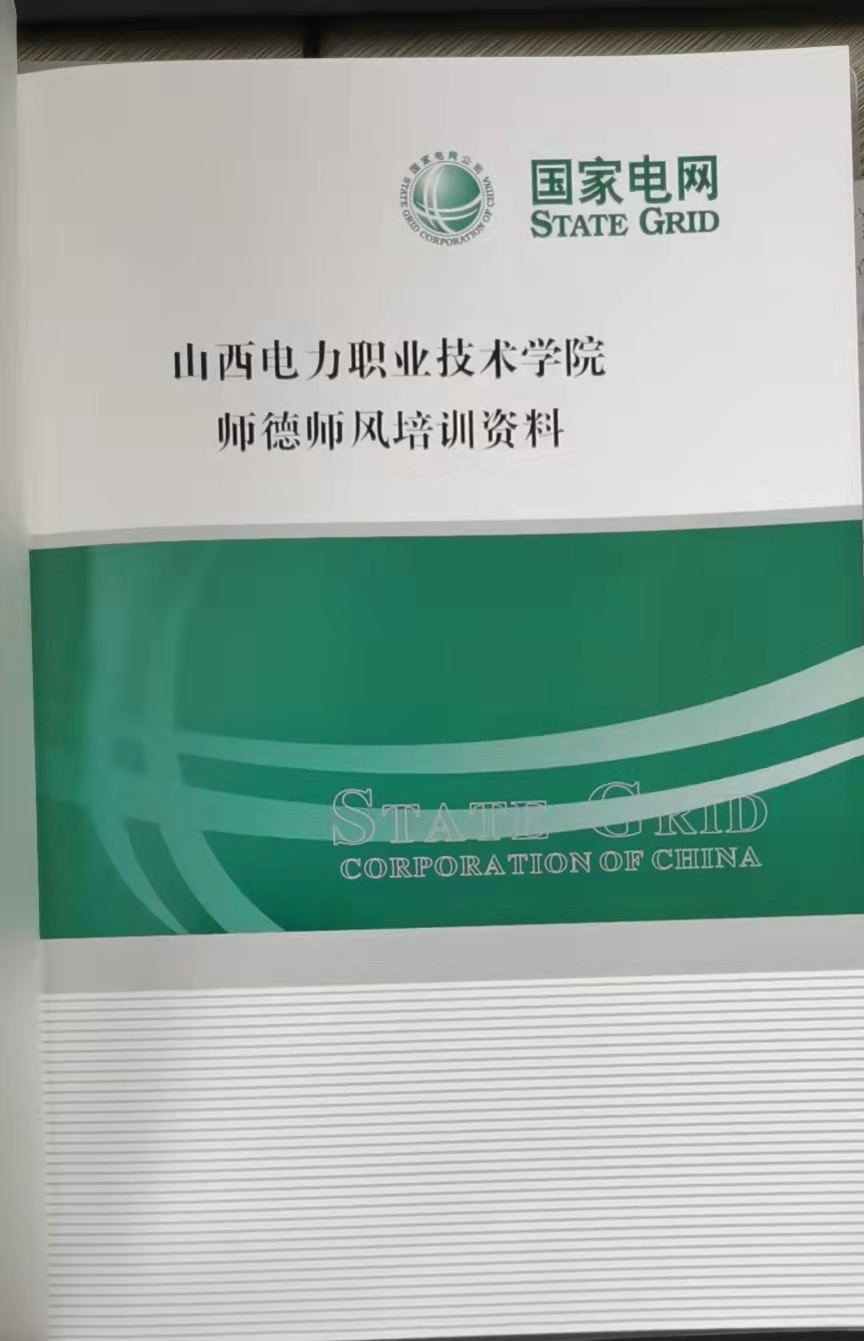 国家电网公司
STATE GRID CORPORATION OF CHINA
国家电网
STATE GRID
山西电力职业技术学院
师德师风培训资料
STATE GRID
CORPORATION OF CHINA